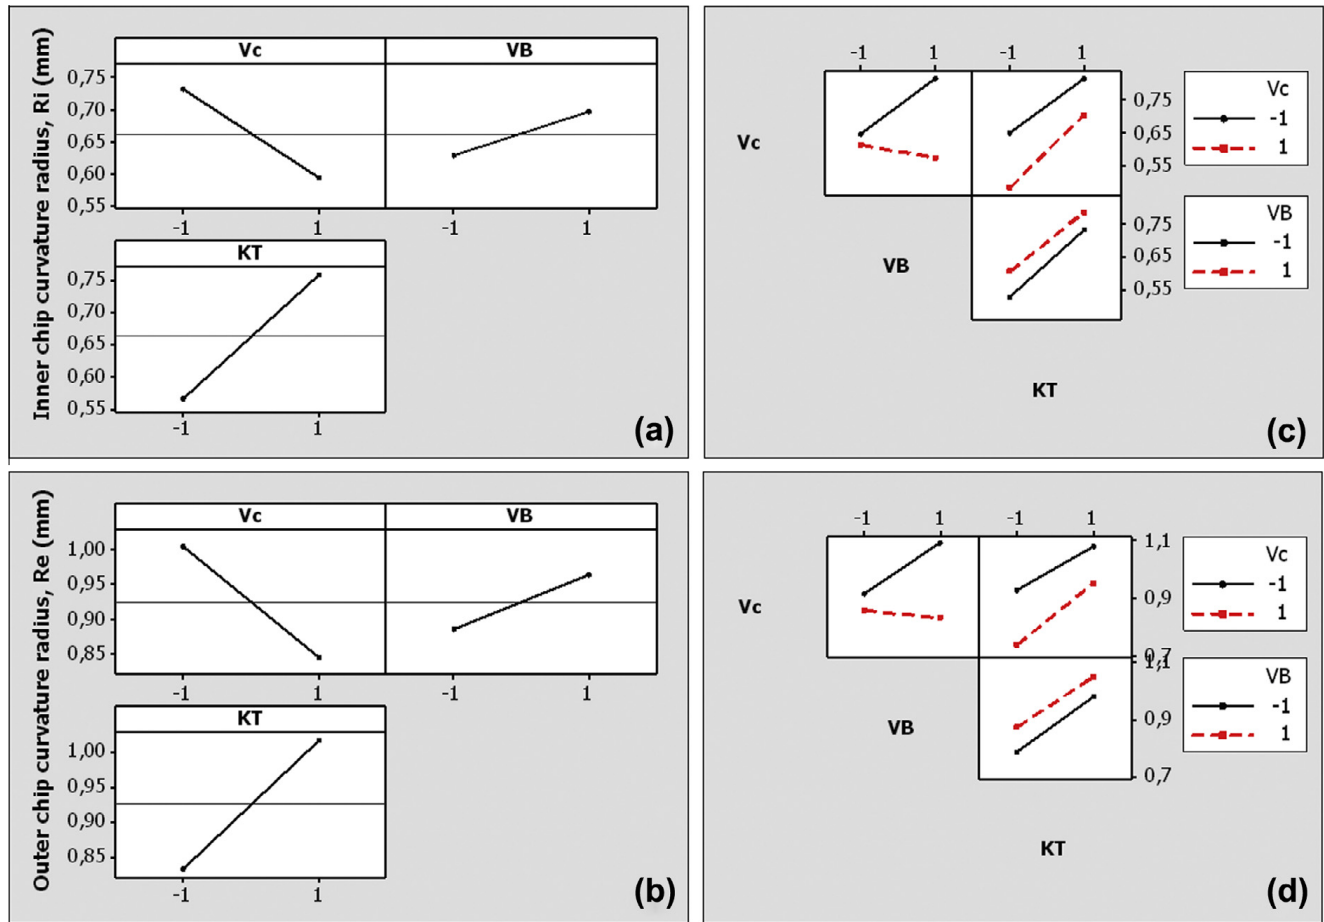 Inner chip curvature radius, Ri (mm)
Vc VB
0,75
0,70
0,65
0,60
0,55
-1 1 -1 1
KT
0,75
0,70
0,65
0,60
0,55
-1 1
(a)
-1 1 -1 1
Vc
0,75
0,65
0,55
Vc
-1
1
VB
0,75
0,65
0,55
VB
-1
1
KT
(c)
Outer chip curvature radius, Re (mm)
Vc VB
1,00
0,95
0,90
0,85
-1 1 -1 1
KT
1,00
0,95
0,90
0,85
-1 1
(b)
-1 1 -1 1
Vc
1,1
0,9
0,7
Vc
-1
1
VB
1,1
0,9
0,7
VB
-1
1
KT
(d)